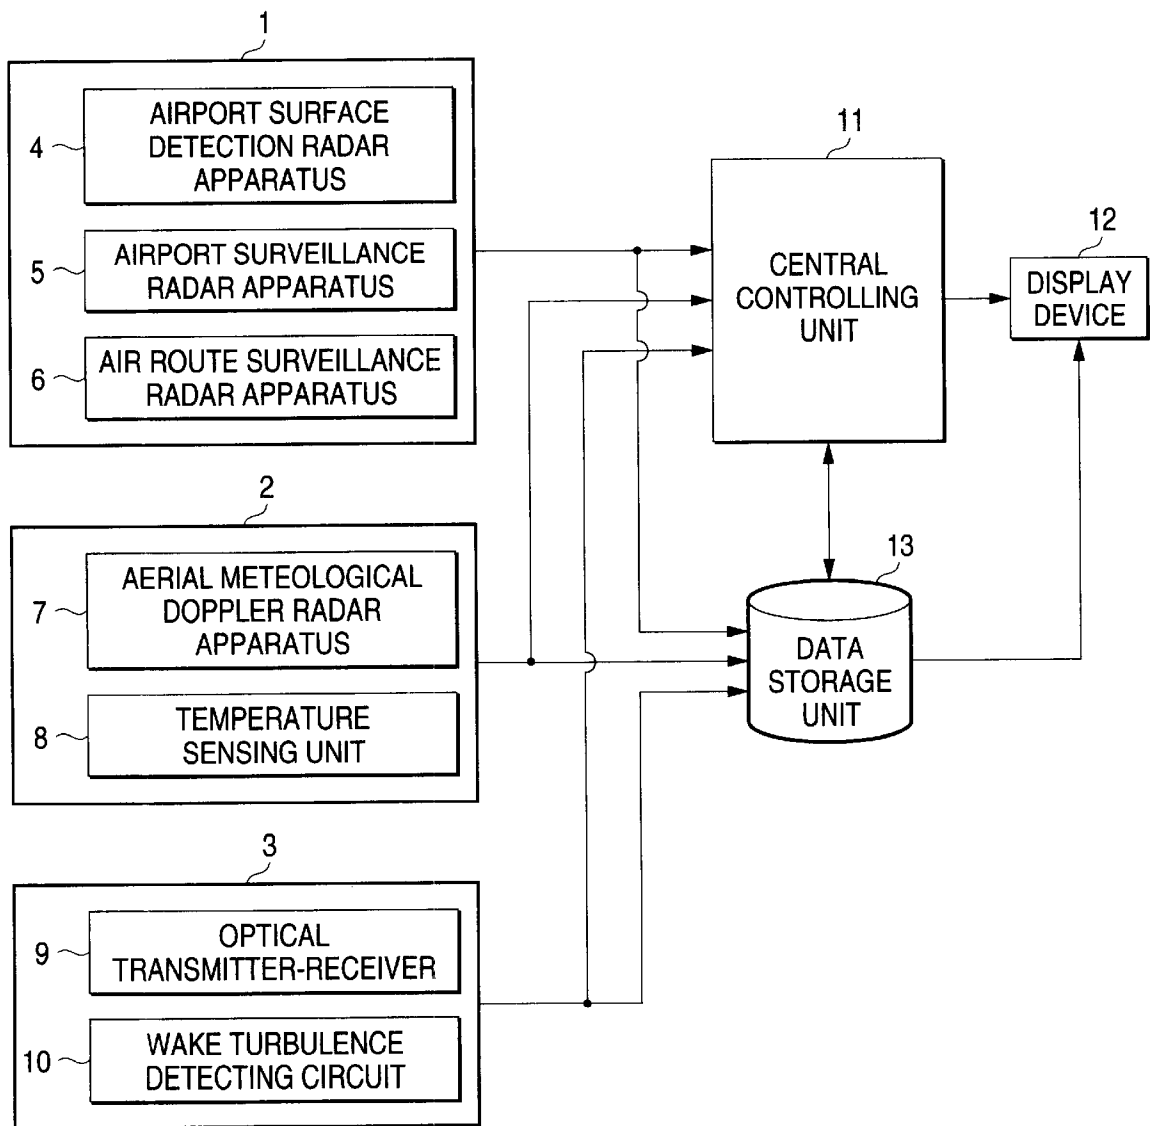 1
4
AIRPORT SURFACE
DETECTION RADAR
APPARATUS
5
AIRPORT SURVEILLANCE
RADAR APPARATUS
6
AIR ROUTE SURVEILLANCE
RADAR APPARATUS
2
7
AERIAL METEOLOGICAL
DOPPLER RADAR
APPARATUS
8
TEMPERATURE
SENSING UNIT
3
9
OPTICAL
TRANSMITTER-RECEIVER
10
WAKE TURBULENCE
DETECTING CIRCUIT
11
CENTRAL
CONTROLLING
UNIT
12
DISPLAY
DEVICE
13
DATA
STORAGE
UNIT